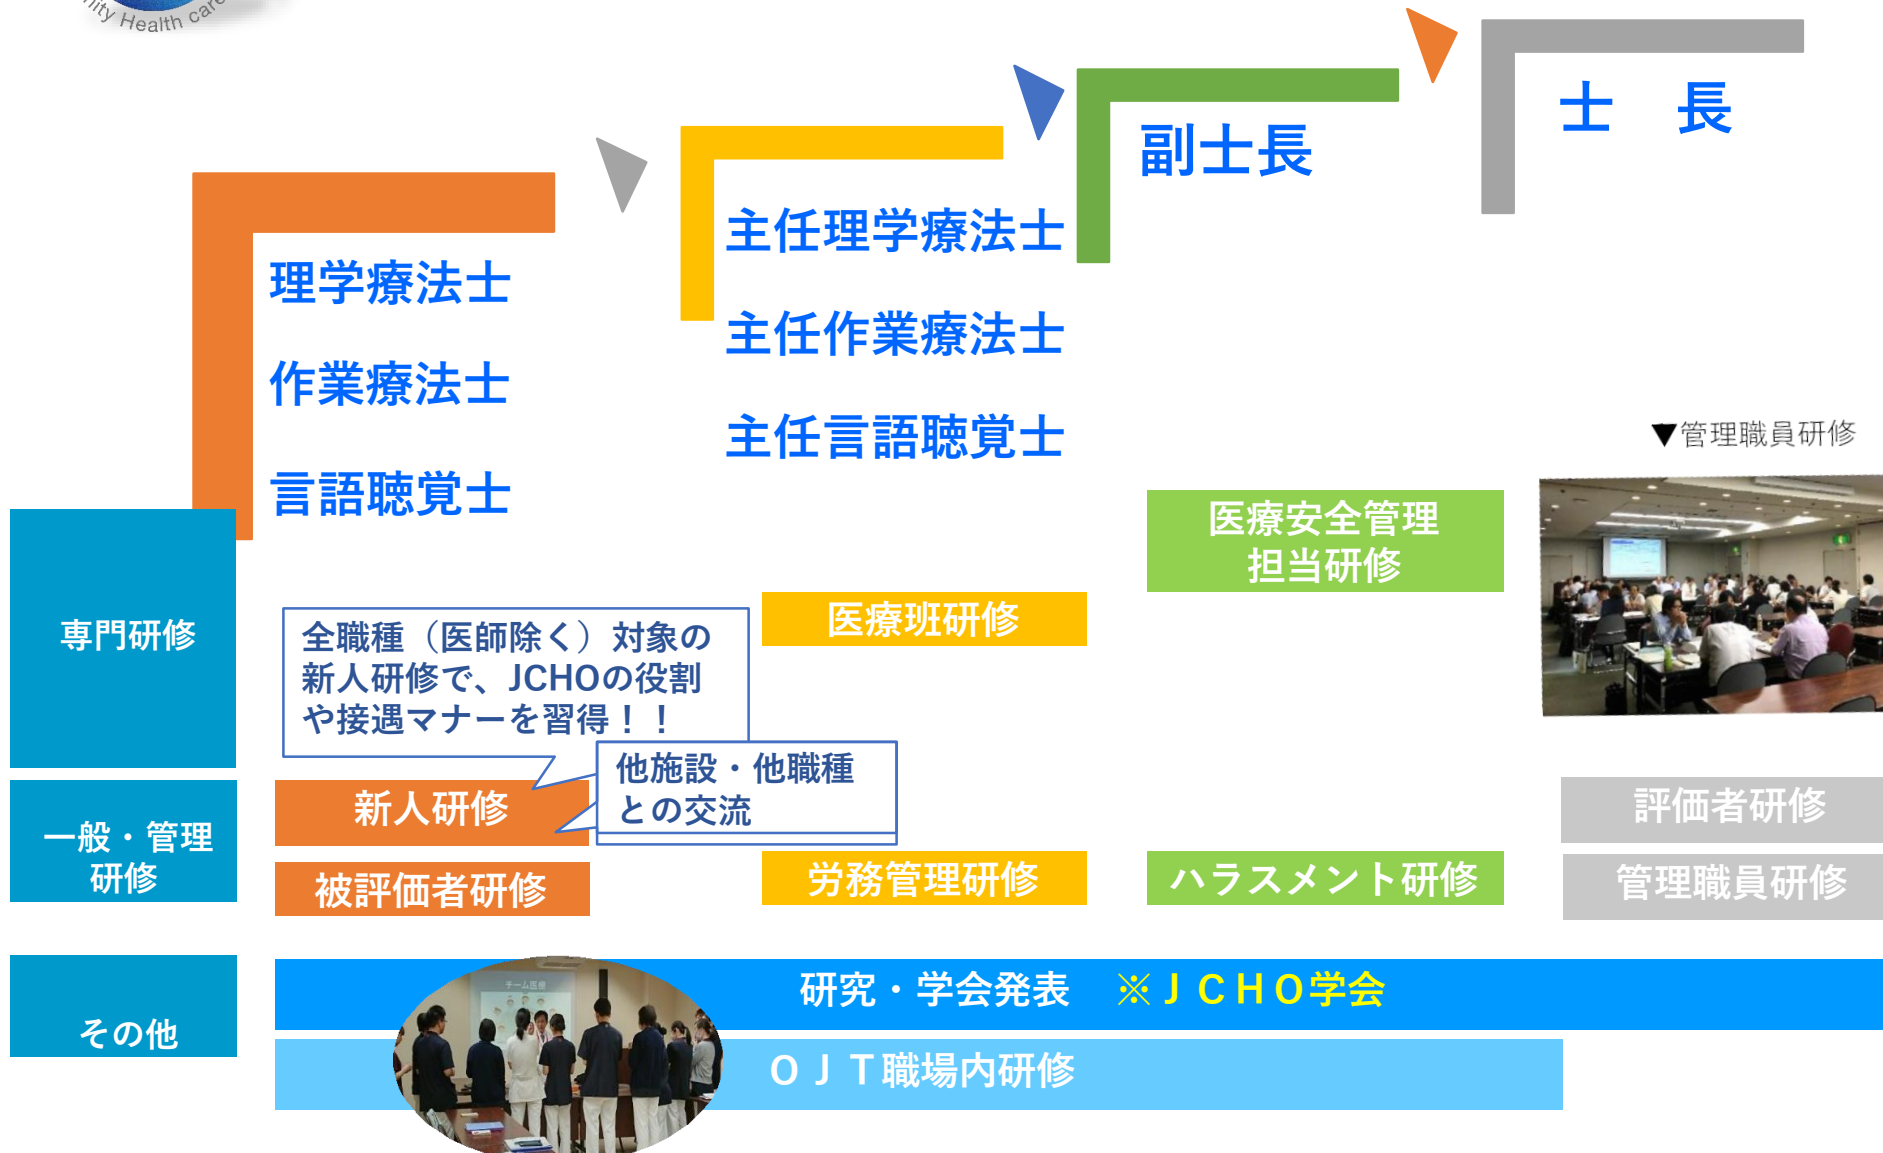 Health care
士　長
副士長
主任理学療法士
主任作業療法士
主任言語聴覚士
理学療法士
作業療法士
言語聴覚士
▼管理職員研修
専門研修
医療安全管理
担当研修
医療班研修
全職種（医師除く）対象の
新人研修で、JCHOの役割
や接遇マナーを習得！！
他施設・他職種
との交流
一般・管理
研修
新人研修
被評価者研修
労務管理研修
ハラスメント研修
評価者研修
管理職員研修
その他
研究・学会発表　※ＪＣＨＯ学会
チーム医療
ＯＪＴ職場内研修